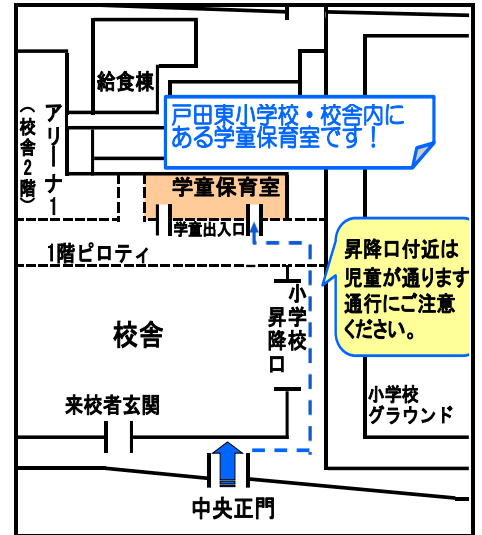 給食棟
アリーナ1
（校舎2階）
戸田東小学校・校舎内に
ある学童保育室です！
学童保育室
学童出入口
1階ピロティ
昇降口付近は
児童が通ります
通行にご注意
ください。
小学校
昇降口
校舎
来校者玄関
小学校
グラウンド
中央正門